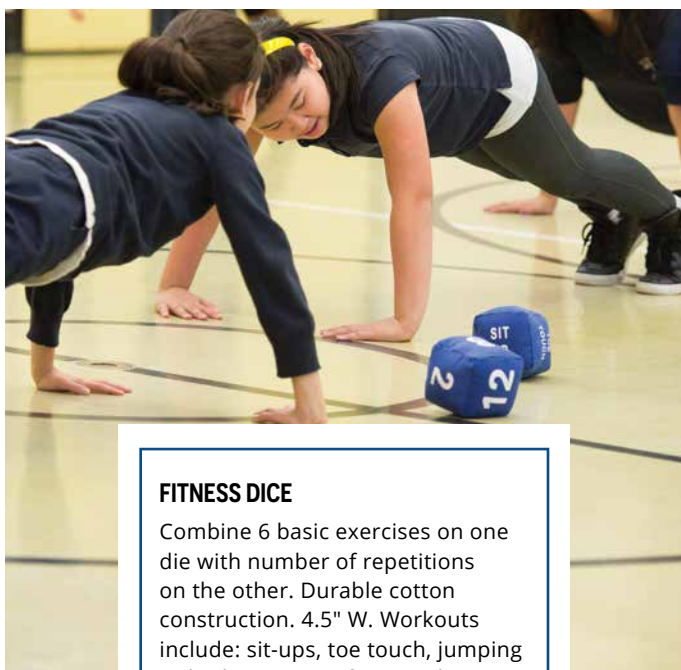 SIT
TOUCH
2
12
FITNESS DICE
Combine 6 basic exercises on one
die with number of repetitions
on the other. Durable cotton
construction. 4.5" W. Workouts
include: sit-ups, toe touch, jumping